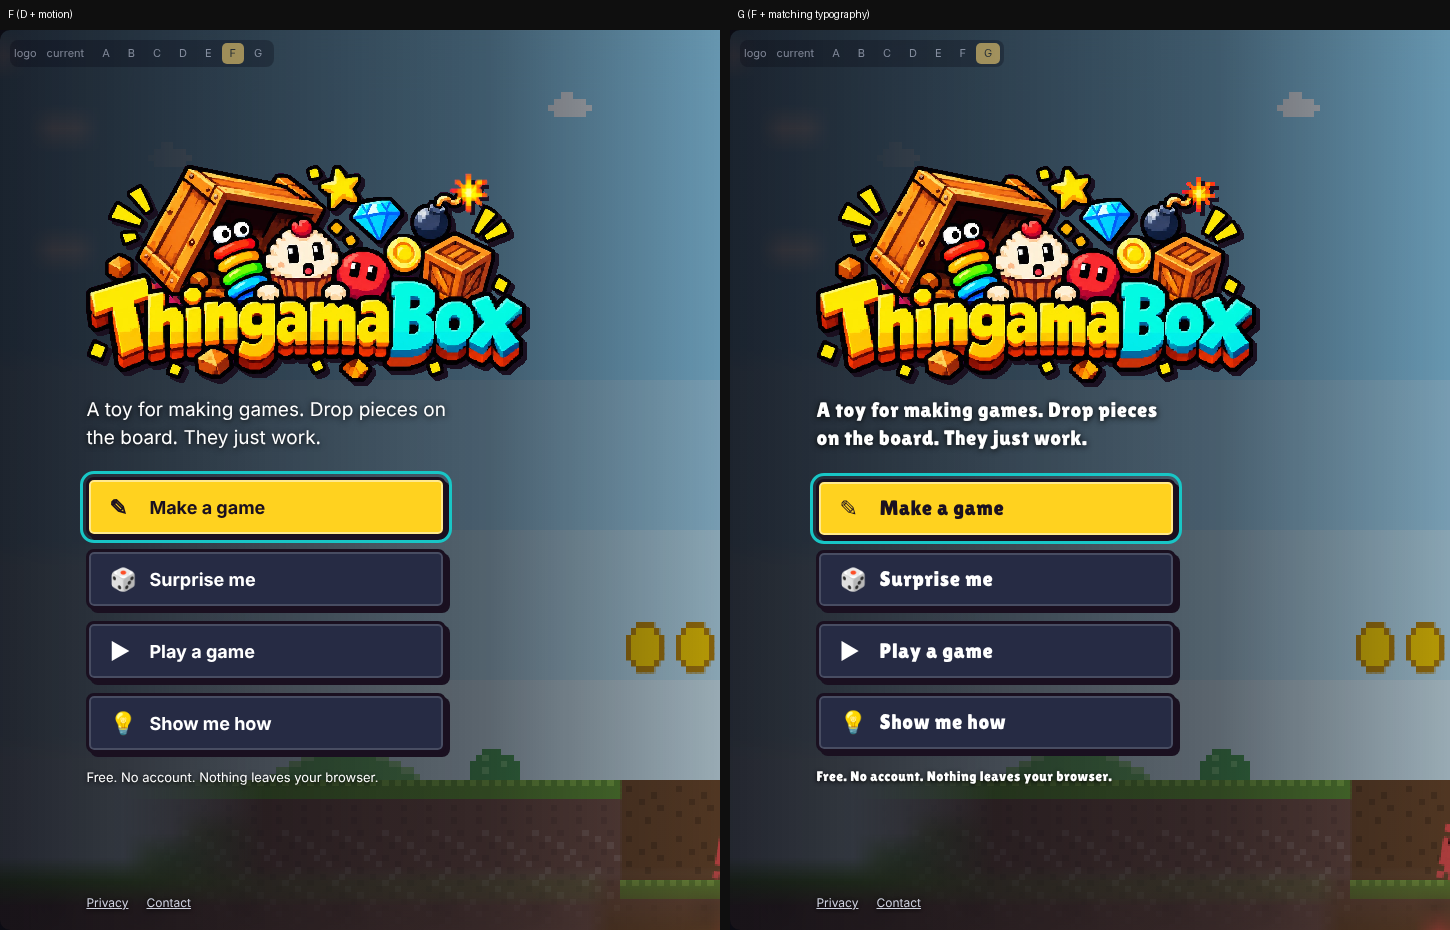 F (D + motion)
logo current A B C D E F G
ThingamaBox
A toy for making games. Drop pieces on
the board. They just work.
Make a game
Surprise me
Play a game
Show me how
Free. No account. Nothing leaves your browser.
Privacy Contact
G (F + matching typography)
logo current A B C D E F G
ThingamaBox
A toy for making games. Drop pieces
on the board. They just work.
Make a game
Surprise me
Play a game
Show me how
Free. No account. Nothing leaves your browser.
Privacy Contact